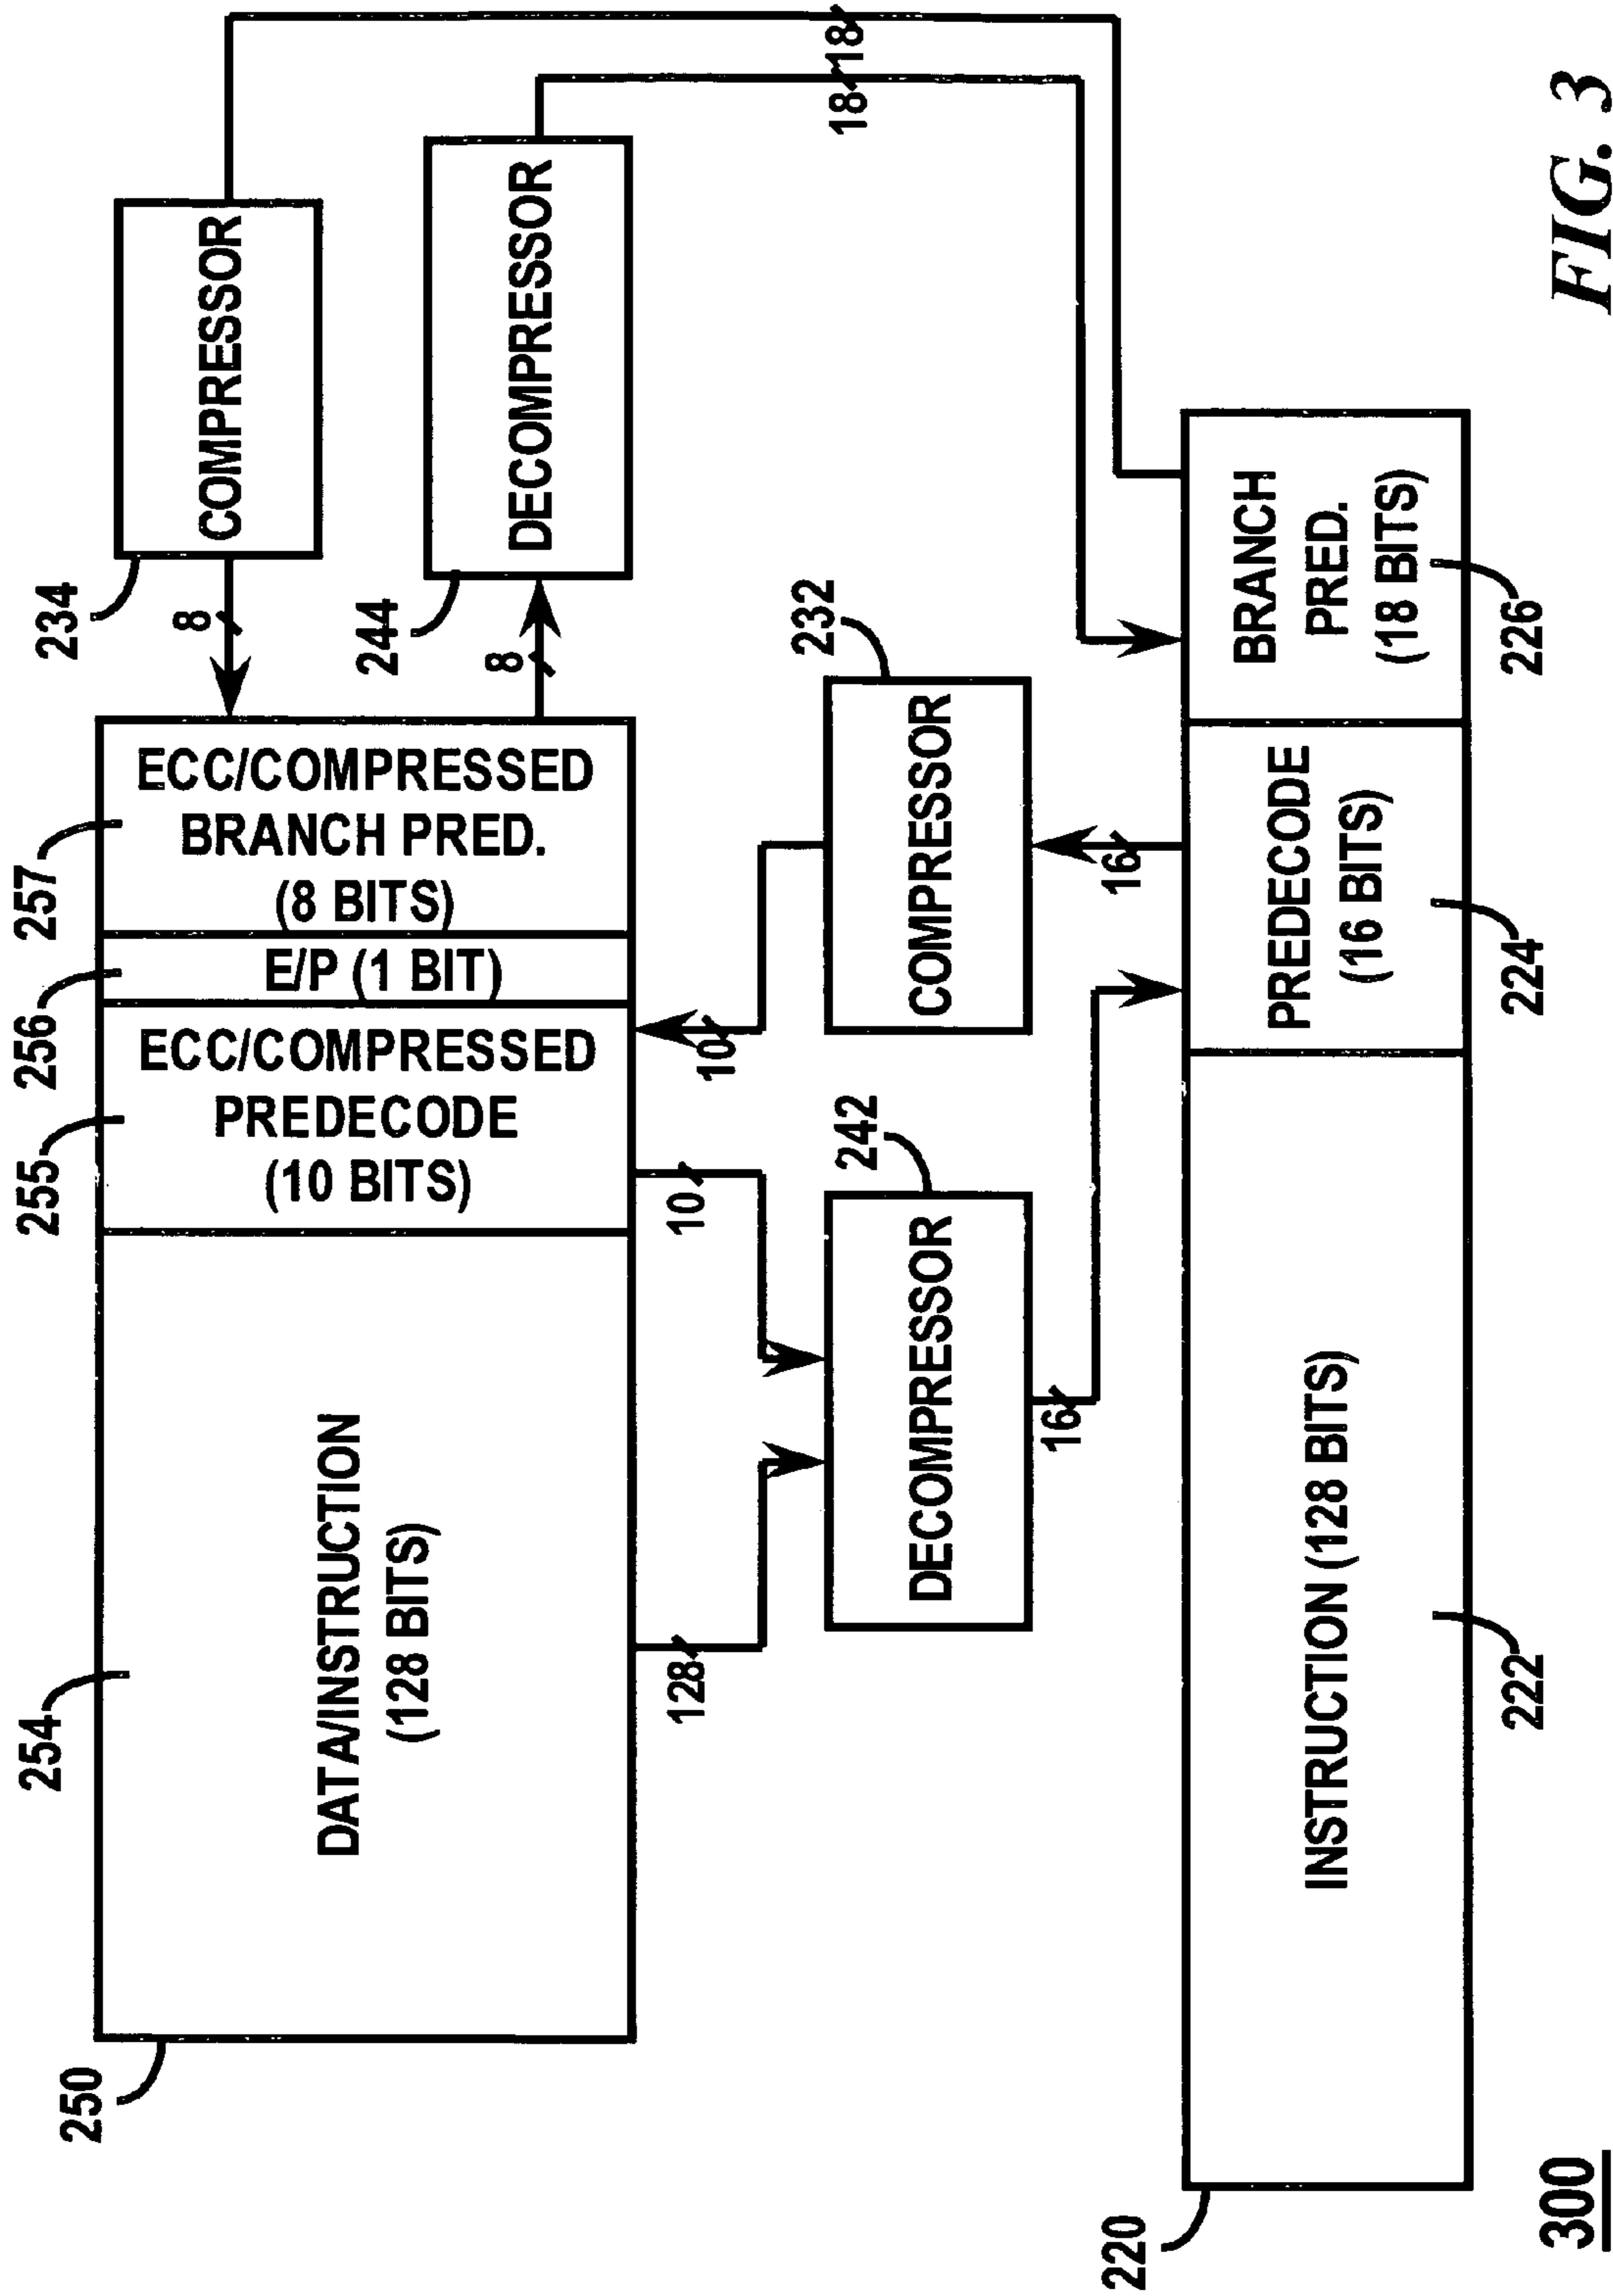 250
254
255
256
257
234
DATA/INSTRUCTION
(128 BITS)
ECC/COMPRESSED
PREDECODE
(10 BITS)
E/P (1 BIT)
ECC/COMPRESSED
BRANCH PRED.
(8 BITS)
8
COMPRESSOR
244
8
DECOMPRESSOR
128
10
10
242
DECOMPRESSOR
232
COMPRESSOR
18
18
16
16
220
INSTRUCTION (128 BITS)
PREDECODE
(16 BITS)
BRANCH
PRED.
(18 BITS)
222
224
226
300
FIG. 3